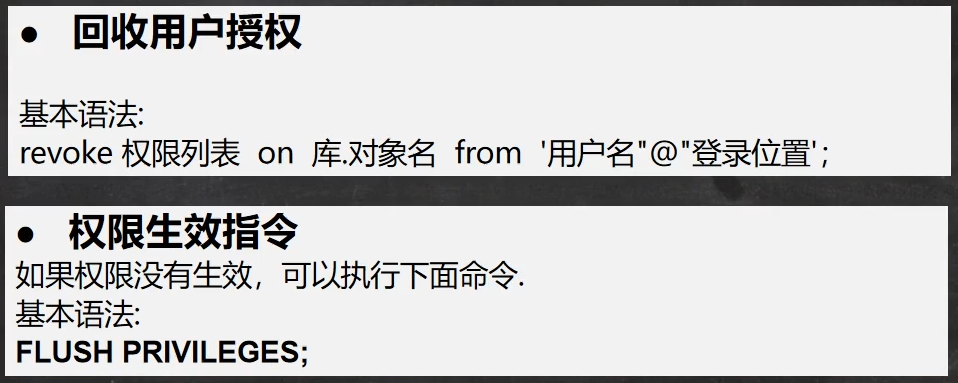 ● 回收用户授权
基本语法:
revoke 权限列表 on 库.对象名 from '用户名"@"登录位置';
● 权限生效指令
如果权限没有生效，可以执行下面命令.
基本语法:
FLUSH PRIVILEGES;